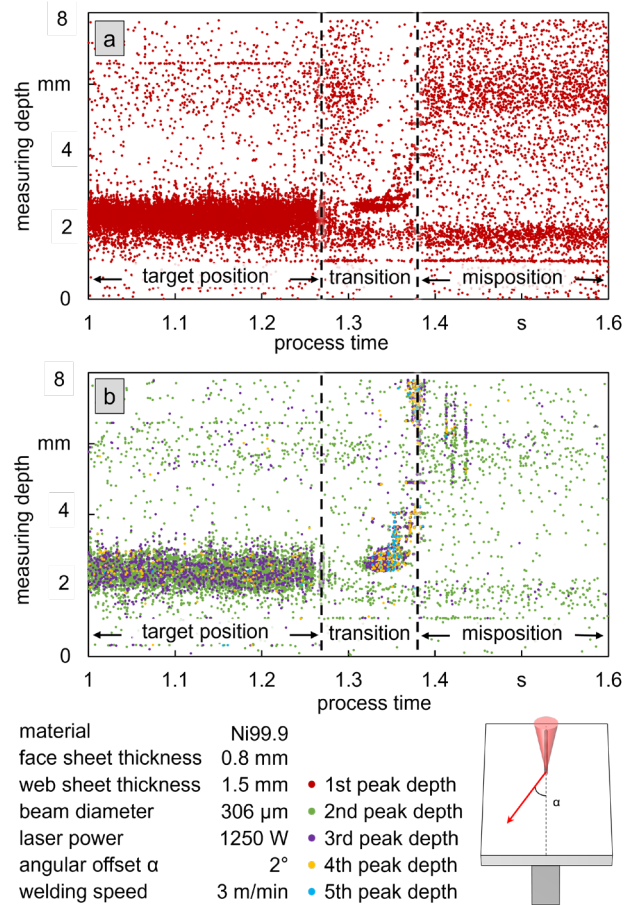 8
a
mm
measuring depth
4
2
target position
transition
misposition
0
1
1.1
1.2
1.3
1.4
s
1.6
process time
8
b
mm
measuring depth
4
2
target position
transition
misposition
0
1
1.1
1.2
1.3
1.4
s
1.6
process time
material Ni99.9
face sheet thickness 0.8 mm
web sheet thickness 1.5 mm
beam diameter 306 µm
laser power 1250 W
angular offset α 2°
welding speed 3 m/min
1st peak depth
2nd peak depth
3rd peak depth
4th peak depth
5th peak depth
α